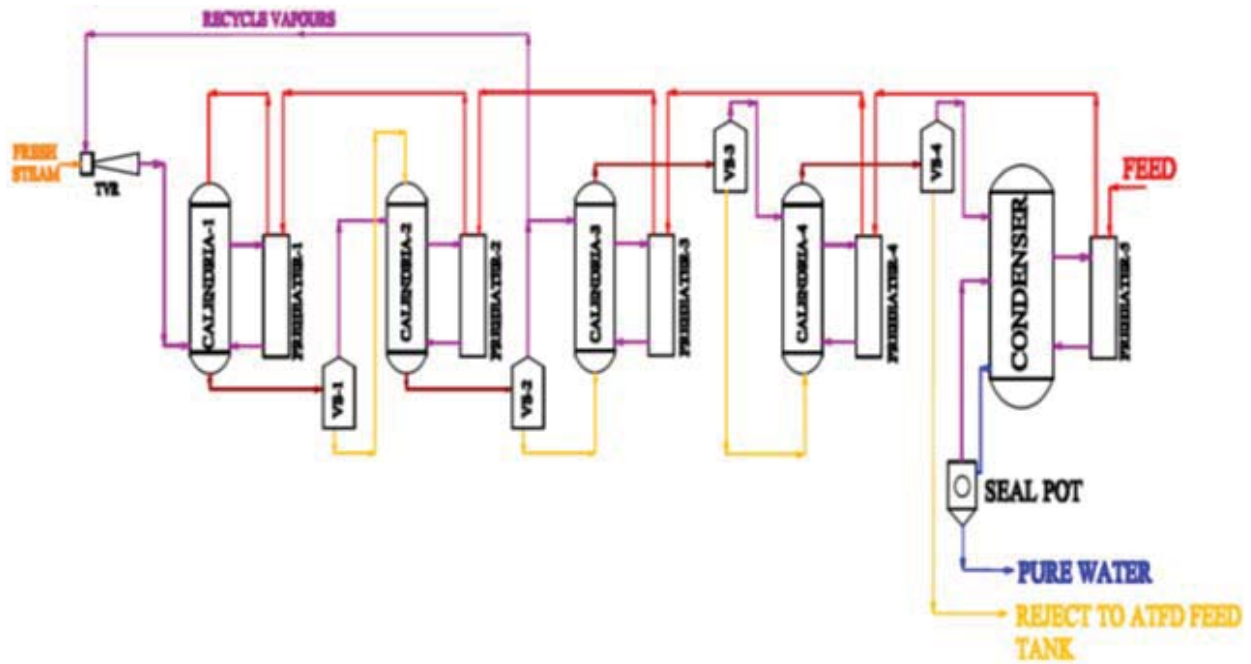 RECYCLE VAPOURS
FRESH
STEAM
TVR
CALENDRIA-1
PREHEATER-1
VS-1
CALENDRIA-2
PREHEATER-2
VS-2
CALENDRIA-3
PREHEATER-3
VS-3
CALENDRIA-4
PREHEATER-4
VS-4
CONDENSER
PREHEATER-5
FEED
SEAL POT
PURE WATER
REJECT TO ATFD FEED
TANK